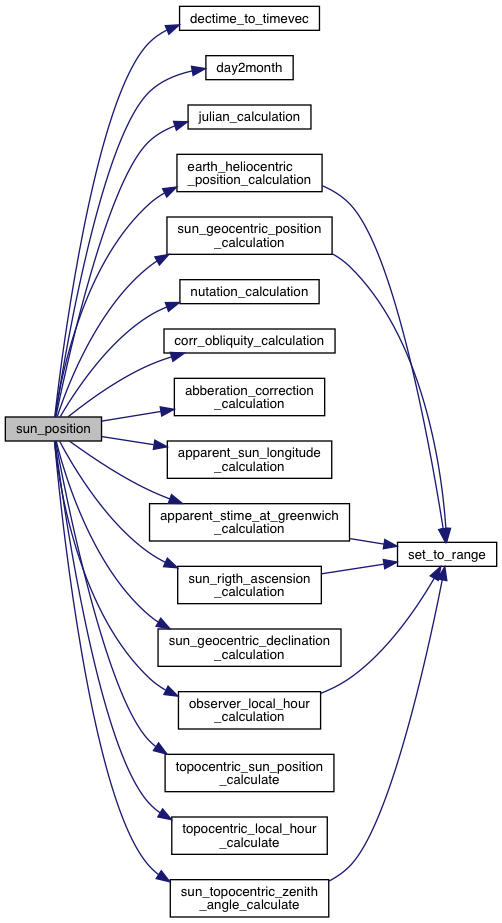 dectime_to_timevec
day2month
julian_calculation
earth_heliocentric
_position_calculation
sun_geocentric_position
_calculation
nutation_calculation
corr_obliquity_calculation
abberation_correction
_calculation
sun_position
apparent_sun_longitude
_calculation
apparent_stime_at_greenwich
_calculation
set_to_range
sun_rigth_ascension
_calculation
sun_geocentric_declination
_calculation
observer_local_hour
_calculation
topocentric_sun_position
_calculate
topocentric_local_hour
_calculate
sun_topocentric_zenith
_angle_calculate